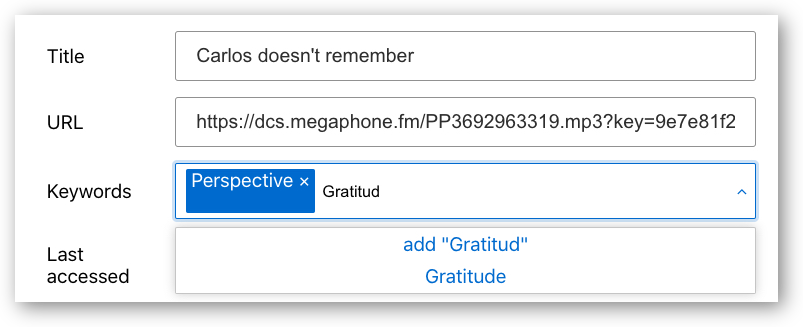 Title
Carlos doesn't remember
URL
https://dcs.megaphone.fm/PP3692963319.mp3?key=9e7e81f2
Keywords
Perspective ×
Gratitud
Last
accessed
add "Gratitud"
Gratitude